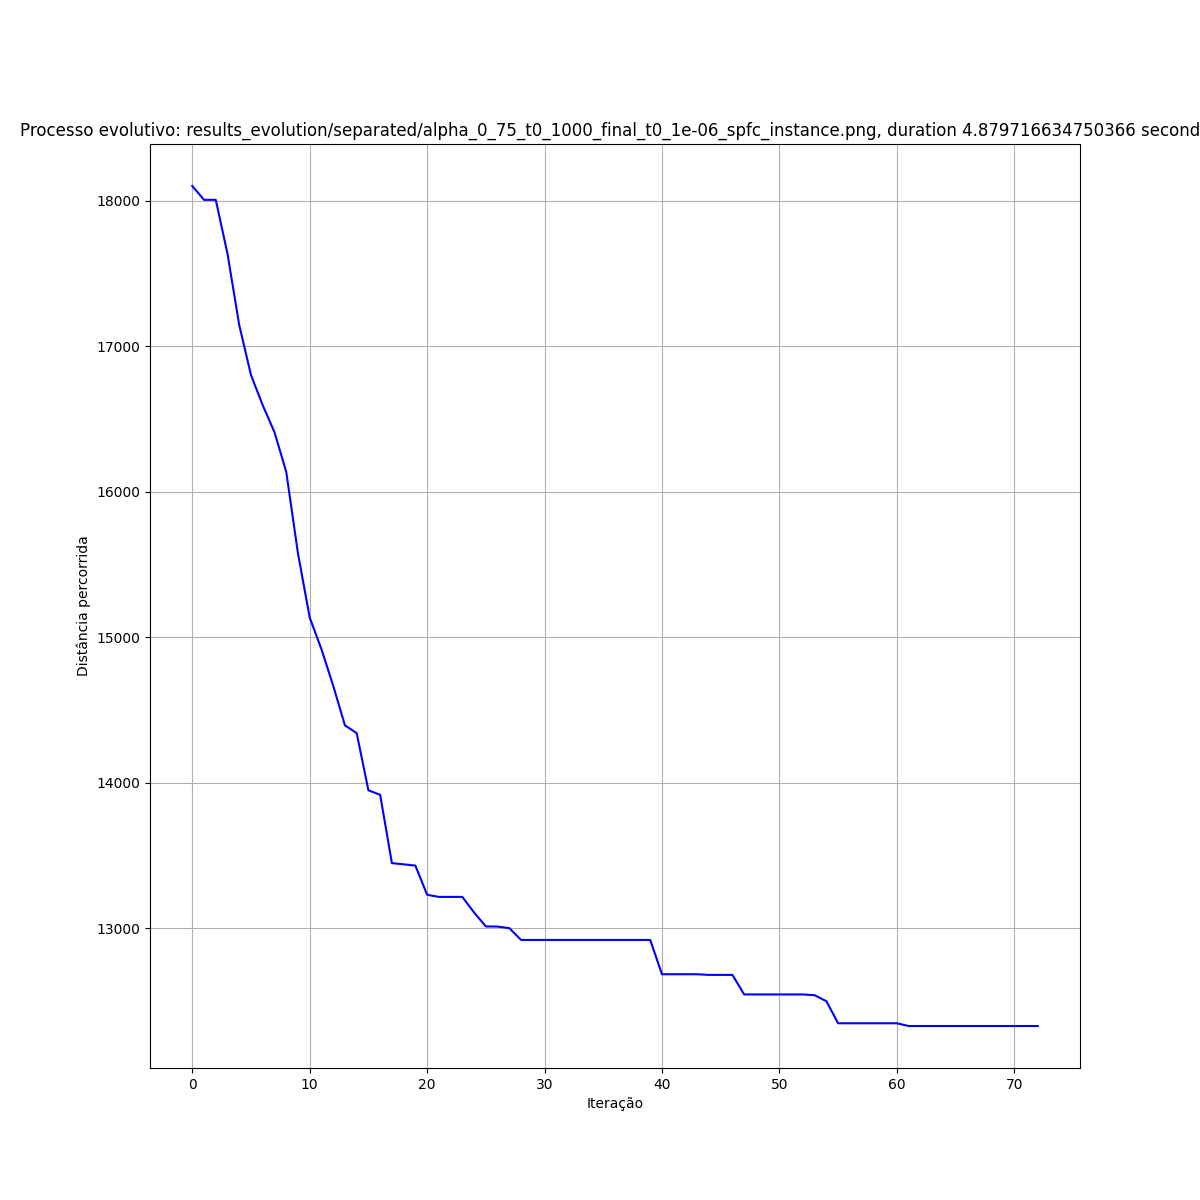 Processo evolutivo: results_evolution/separated/alpha_0_75_t0_1000_final_t0_1e-06_spfc_instance.png, duration 4.879716634750366 second
18000
17000
16000
15000
14000
13000
Distância percorrida
0 10 20 30 40 50 60 70
Iteração